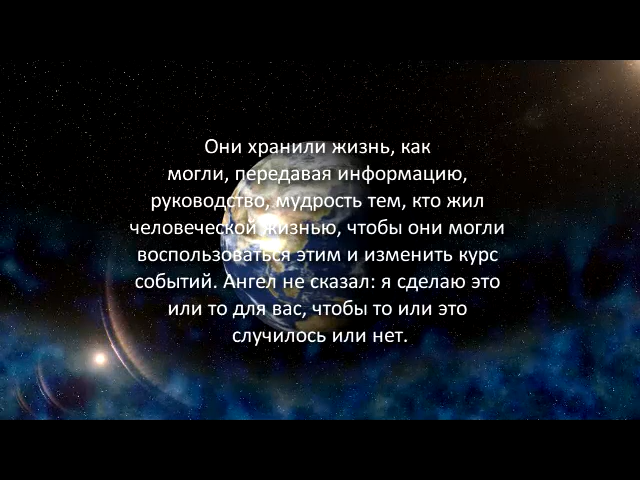 Они хранили жизнь, как
могли, передавая информацию,
руководство, мудрость тем, кто жил
человеческой жизнью, чтобы они могли
воспользоваться этим и изменить курс
событий. Ангел не сказал: я сделаю это
или то для вас, чтобы то или это
случилось или нет.